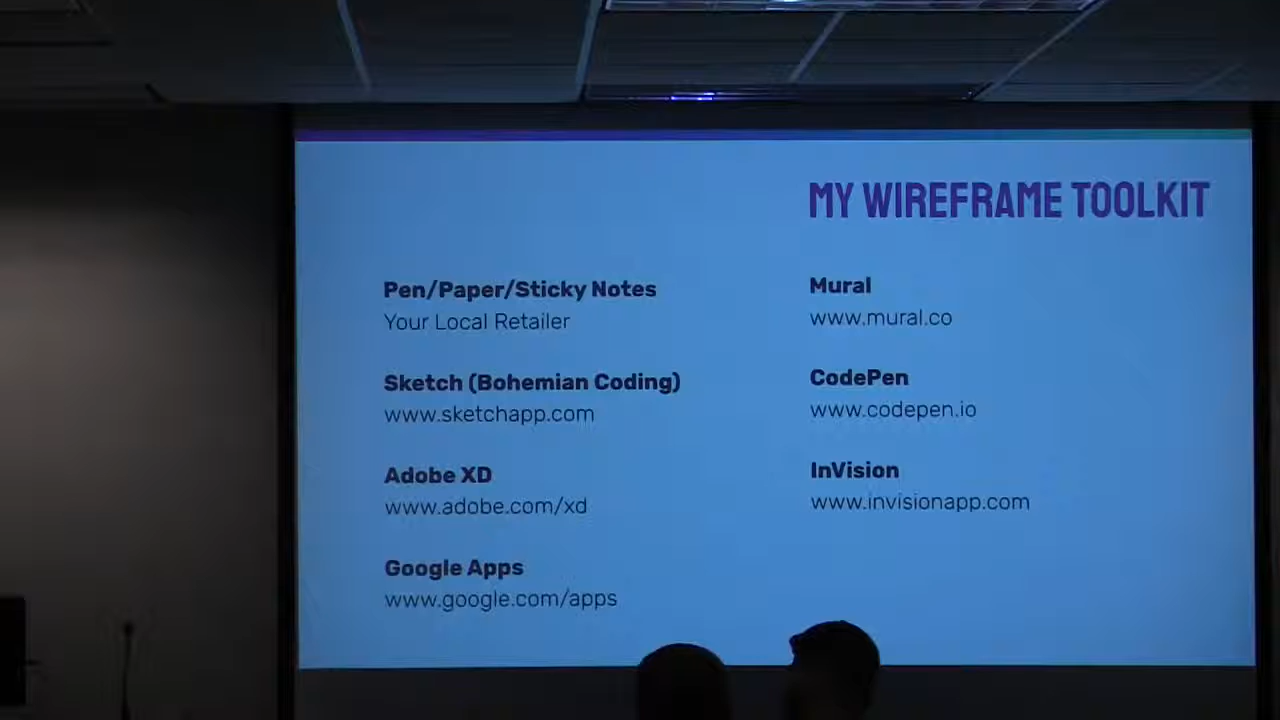 MY WIREFRAME TOOLKIT
Pen/Paper/Sticky Notes
Your Local Retailer
Sketch (Bohemian Coding)
www.sketchapp.com
Adobe XD
www.adobe.com/xd
Google Apps
www.google.com/apps
Mural
www.mural.co
CodePen
www.codepen.io
InVision
www.invisionapp.com